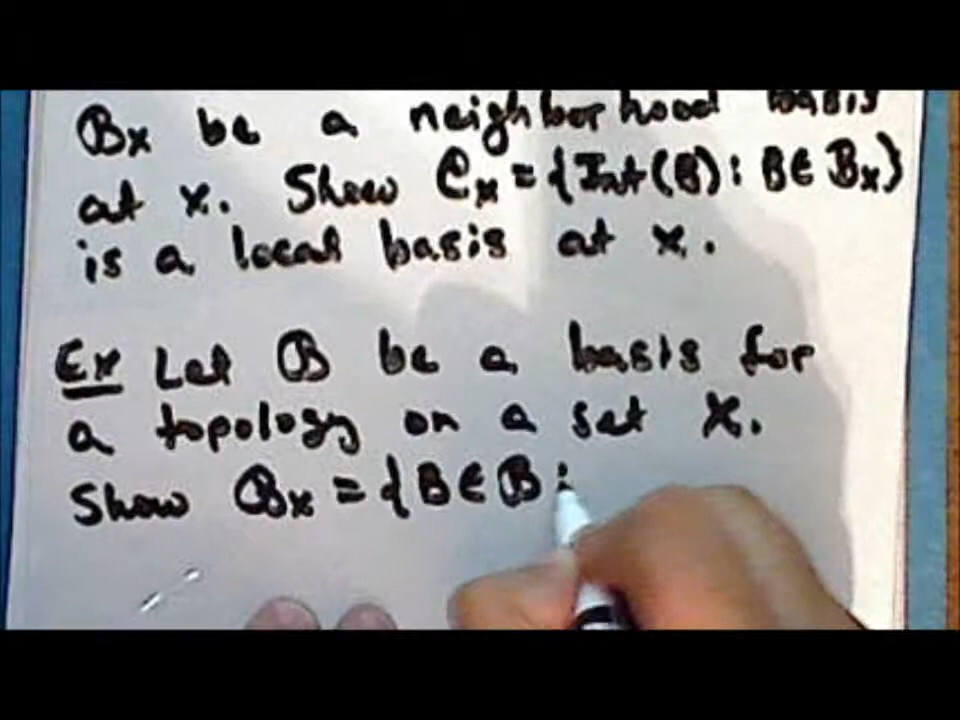 Bx be a neighborhood basis
at x. Show Cx = {Int(B): B ∈ Bx}
is a local basis at x.
Ex Let B be a basis for
a topology on a set X.
Show Bx = {B ∈ B :